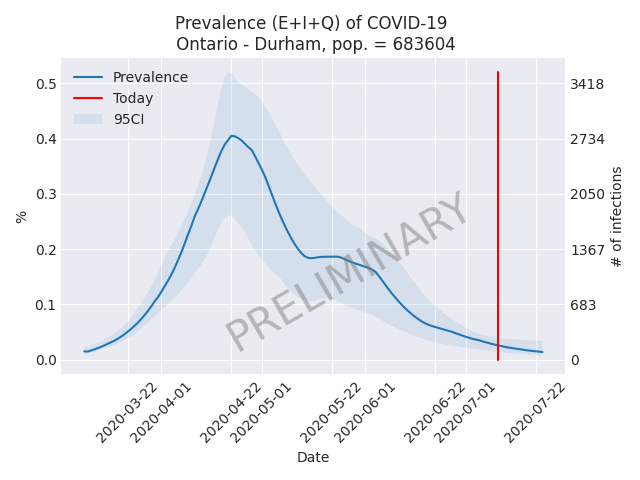 Prevalence (E+I+Q) of COVID-19
Ontario - Durham, pop. = 683604
Prevalence
Today
95CI
PRELIMINARY
0.5
0.4
0.3
0.2
0.1
0.0
%
3418
2734
2050
1367
683
0
# of infections
2020-03-22
2020-04-01
2020-04-22
2020-05-01
2020-05-22
2020-06-01
2020-06-22
2020-07-01
2020-07-22
Date